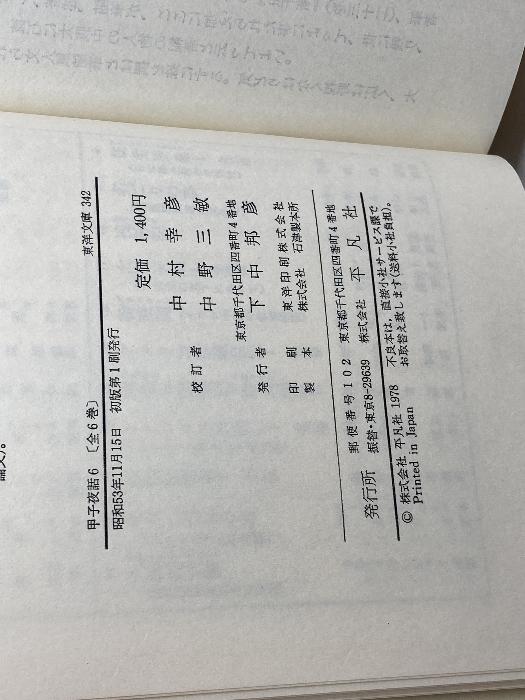 甲子夜話 6 〔全6巻〕 東洋文庫 342
昭和53年11月15日 初版第1刷発行
定価 1,400円
校訂者 中村幸彦
中野三敏
東京都千代田区四番町4番地
発行者 下中邦彦
印刷 東洋印刷株式会社
製本 株式会社 石津製本所
郵便番号102 東京都千代田区四番町4番地
発行所 振替・東京8-29639 株式会社 平凡社
© 株式会社 平凡社 1978 不良本は、直接小社サービス課で
Printed in Japan お取替え致します(送料小社負担)。